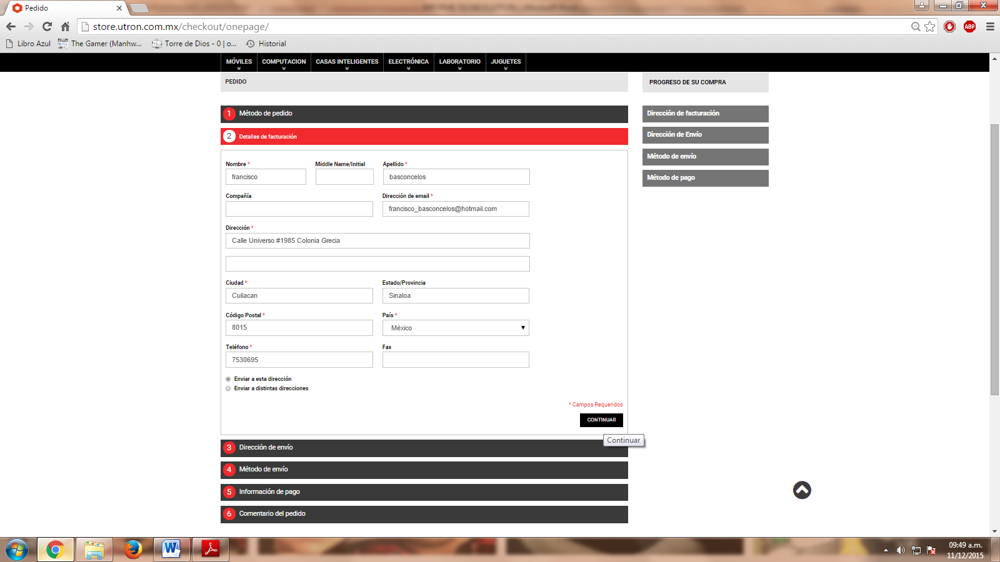 Pedido
store.utron.com.mx/checkout/onepage/
ABP
Libro Azul The Gamer (Manhw... Torre de Dios - 0 | o... Historial
MÓVILES COMPUTACION CASAS INTELIGENTES ELECTRÓNICA LABORATORIO JUGUETES
PEDIDO
PROGRESO DE SU COMPRA
1 Método de pedido
Dirección de facturación
2 Detalles de facturación
Dirección de Envío
Método de envío
Método de pago
Nombre * Middle Name/Initial Apellido *
francisco basconcelos
Compañía Dirección de email *
francisco_basconcelos@hotmail.com
Dirección *
Calle Universo #1985 Colonia Grecia
Ciudad * Estado/Provincia
Culiacan Sinaloa
Código Postal * País *
8015 México
Teléfono * Fax
7530695
Enviar a esta dirección
Enviar a distintas direcciones
* Campos Requeridos
CONTINUAR
Continuar
3 Dirección de envío
4 Método de envío
5 Información de pago
6 Comentario del pedido
09:49 a.m.
11/12/2015